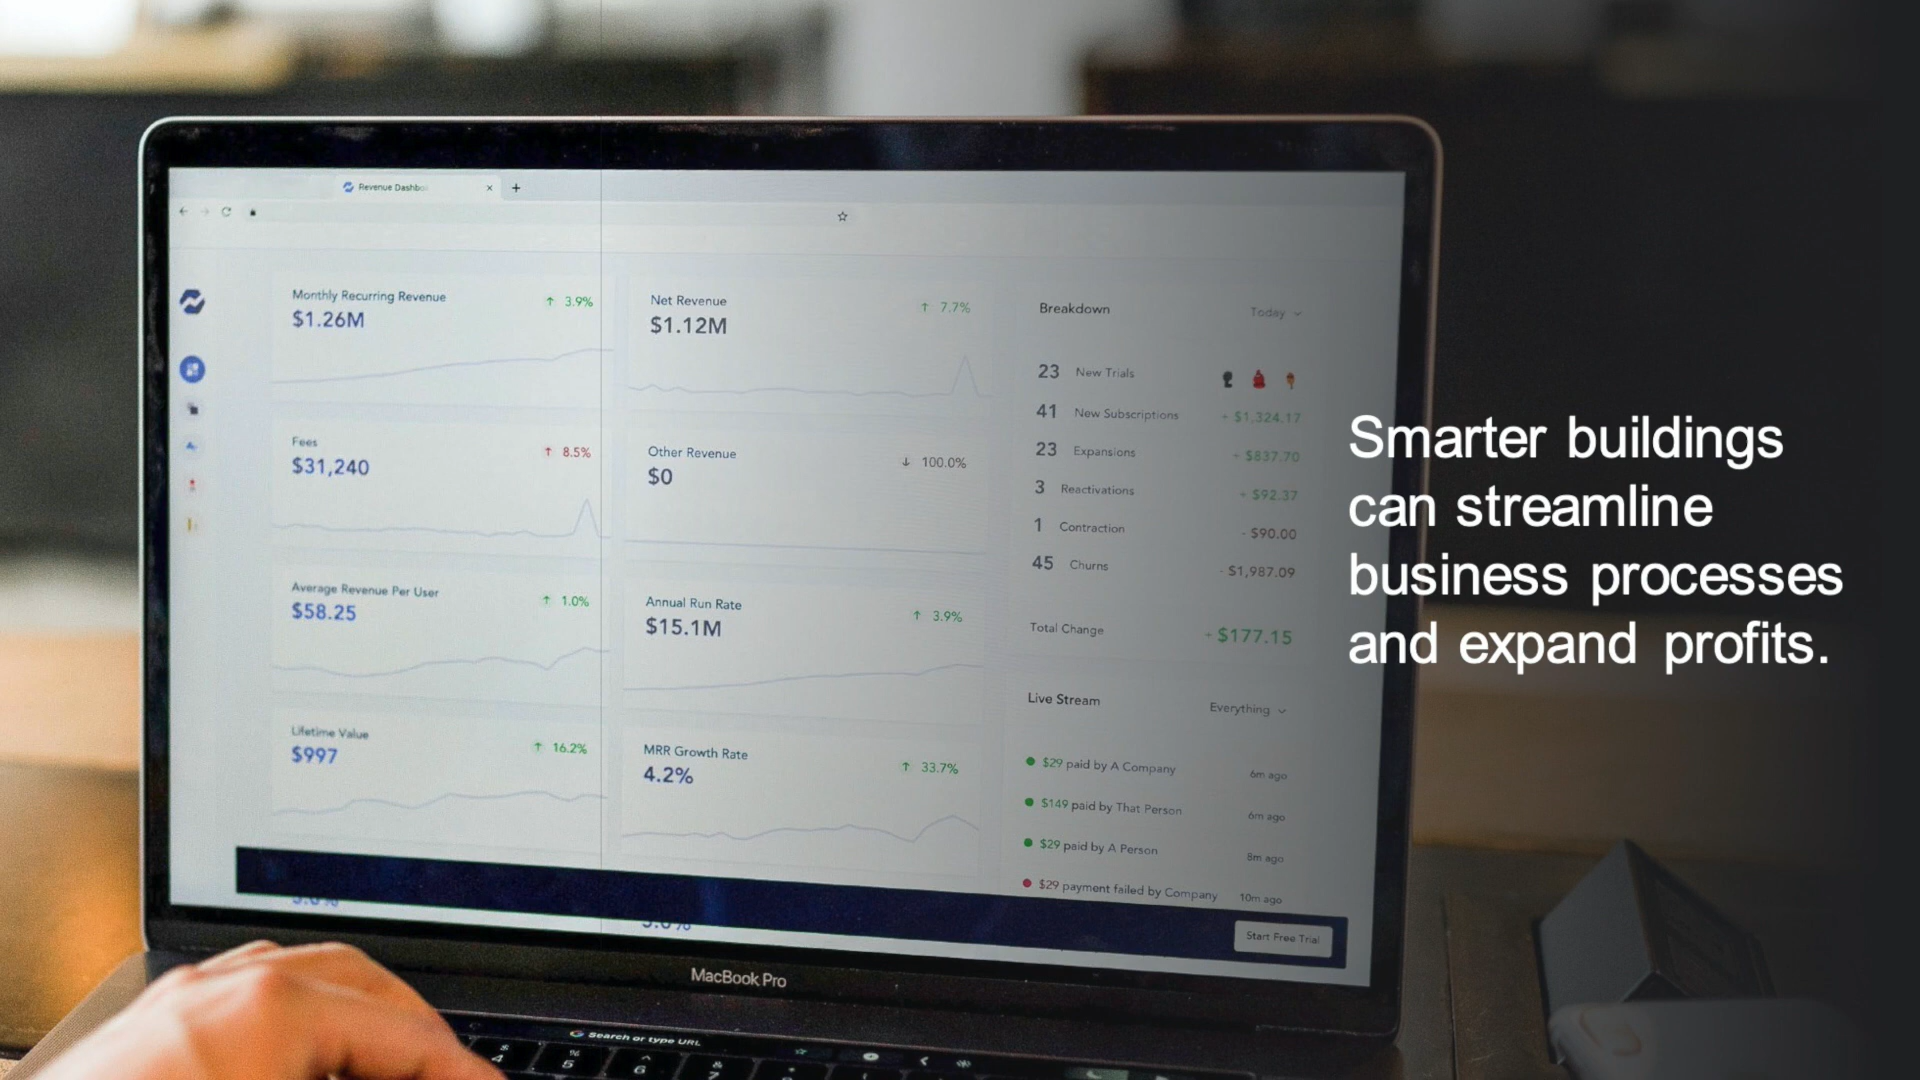 Revenue Dashbo
Monthly Recurring Revenue
↑ 3.9%
$1.26M
Net Revenue
↑ 7.7%
$1.12M
Fees
↑ 8.5%
$31,240
Other Revenue
↓ 100.0%
$0
Average Revenue Per User
↑ 1.0%
$58.25
Annual Run Rate
↑ 3.9%
$15.1M
Lifetime Value
↑ 16.2%
$997
MRR Growth Rate
↑ 33.7%
4.2%
Breakdown
Today
23 New Trials
41 New Subscriptions + $1,324.17
23 Expansions + $837.70
3 Reactivations + $92.37
1 Contraction - $90.00
45 Churns - $1,987.09
Total Change + $177.15
Live Stream
Everything
$29 paid by A Company 6m ago
$149 paid by That Person 6m ago
$29 paid by A Person 8m ago
$29 payment failed by Company 10m ago
Start Free Trial
MacBook Pro
Search or type URL
$ 4
% 5
^ 6
& 7
Smarter buildings
can streamline
business processes
and expand profits.